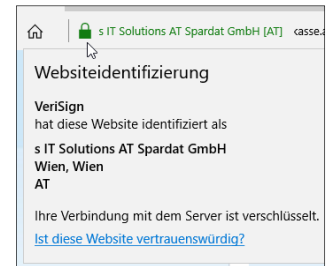 s IT Solutions AT Spardat GmbH [AT] casse.a
Websiteidentifizierung
VeriSign
hat diese Website identifiziert als
s IT Solutions AT Spardat GmbH
Wien, Wien
AT
Ihre Verbindung mit dem Server ist verschlüsselt.
Ist diese Website vertrauenswürdig?